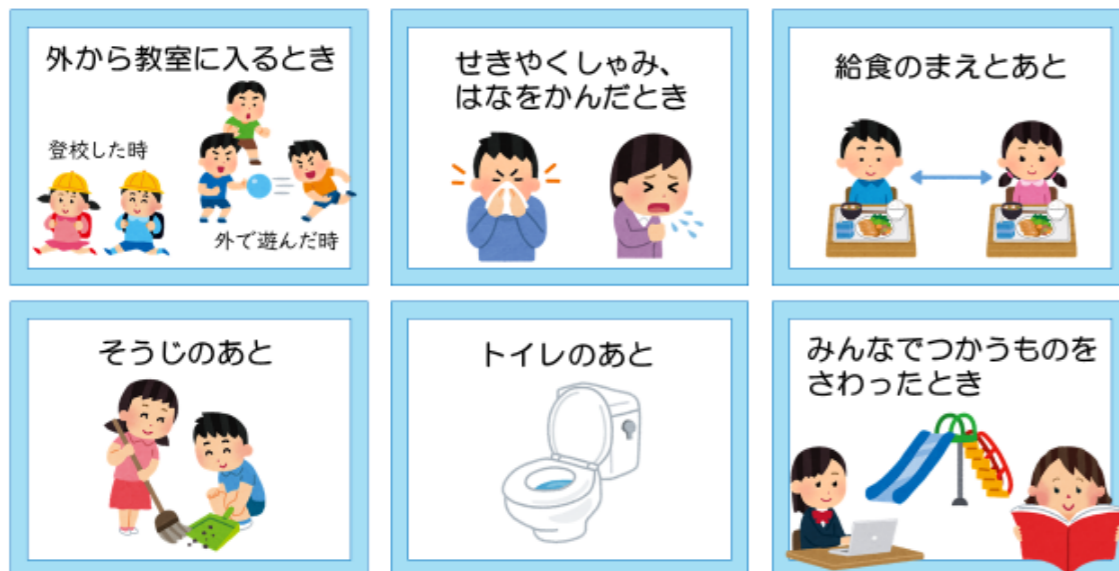 外から教室に入るとき
登校した時
外で遊んだ時
せきやくしゃみ、
はなをかんだとき
給食のまえとあと
そうじのあと
トイレのあと
みんなでつかうものを
さわったとき